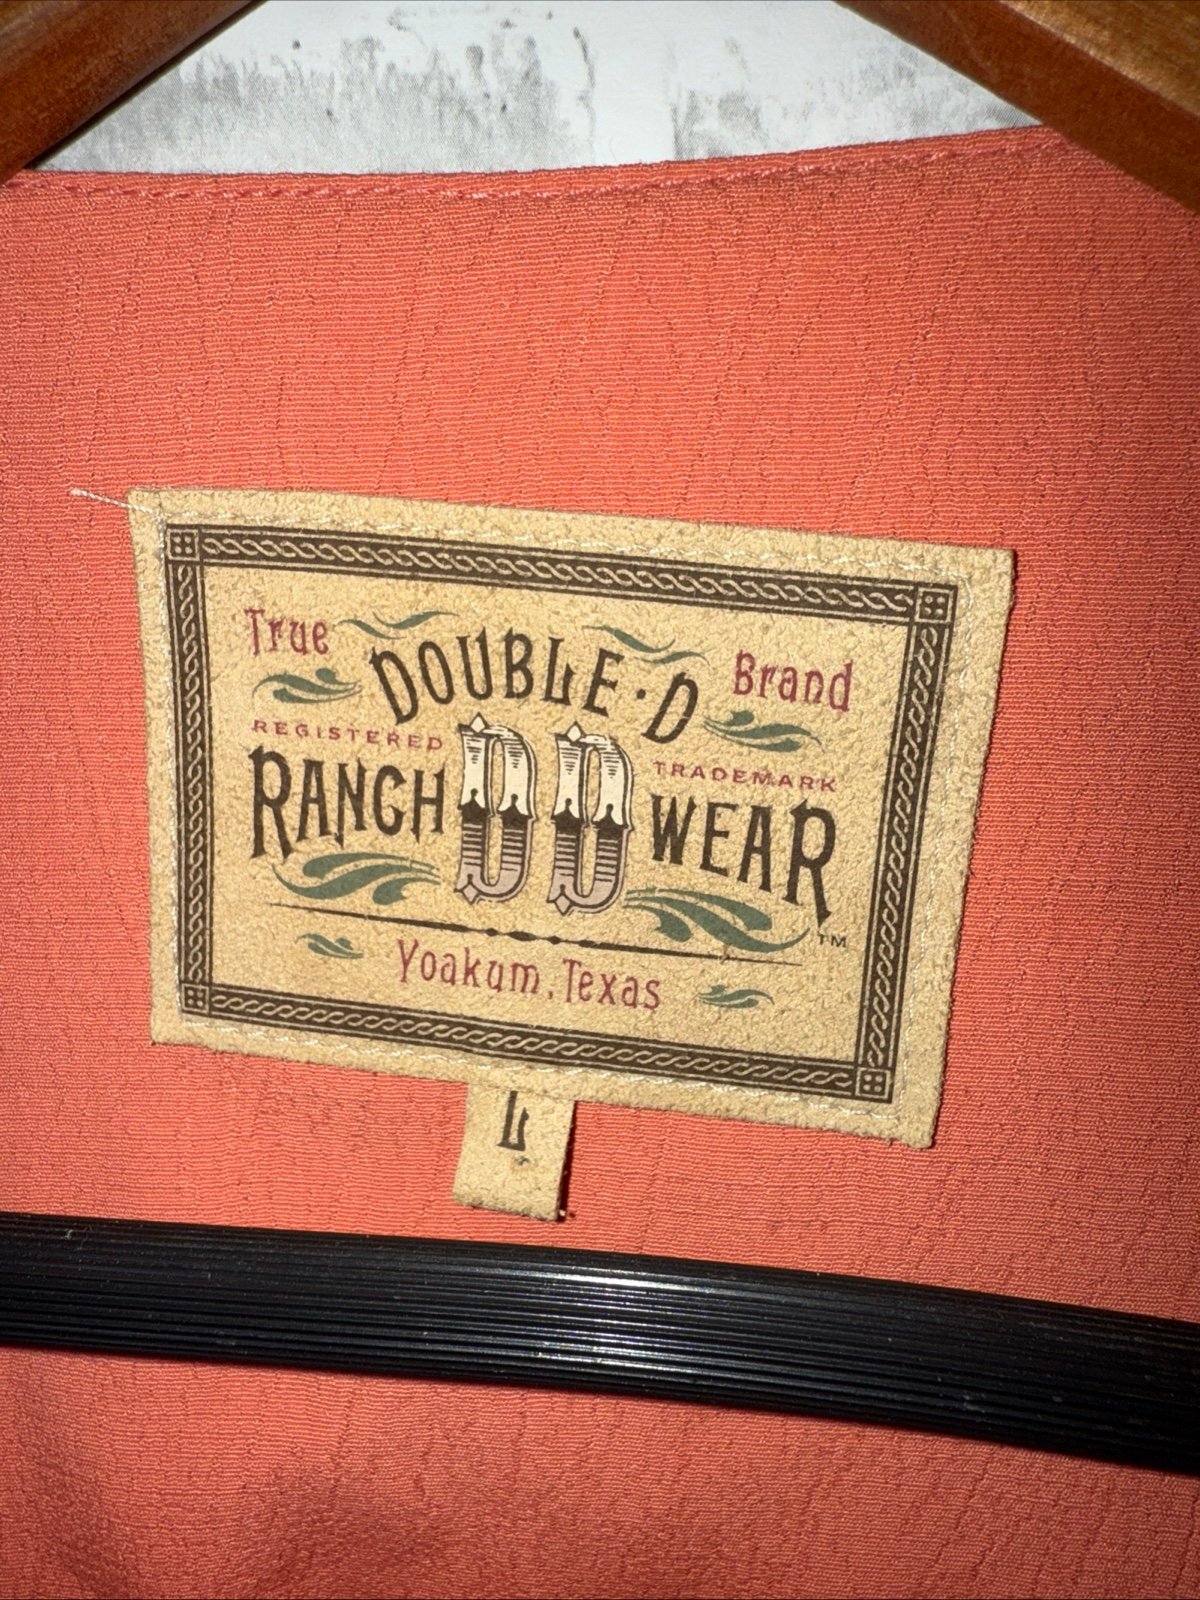 True DOUBLE·D Brand
REGISTERED DD TRADEMARK
RANCH WEAR ™
Yoakum, Texas
L